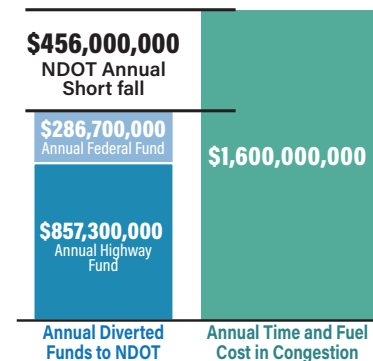 $456,000,000
NDOT Annual
Short fall
$286,700,000
Annual Federal Fund
$1,600,000,000
$857,300,000
Annual Highway
Fund
Annual Diverted
Funds to NDOT
Annual Time and Fuel
Cost in Congestion